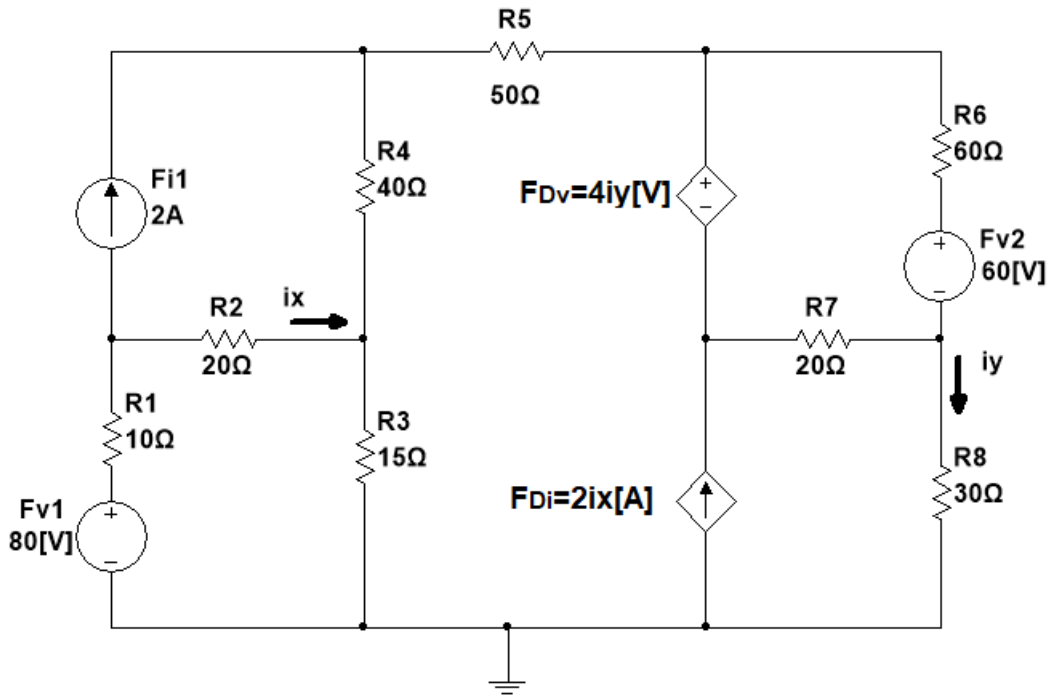 R5
50Ω
R6
60Ω
R4
40Ω
Fi1
2A
FDv=4iy[V]
Fv2
60[V]
ix
R2
20Ω
R7
20Ω
iy
R1
10Ω
R3
15Ω
R8
30Ω
FDi=2ix[A]
Fv1
80[V]